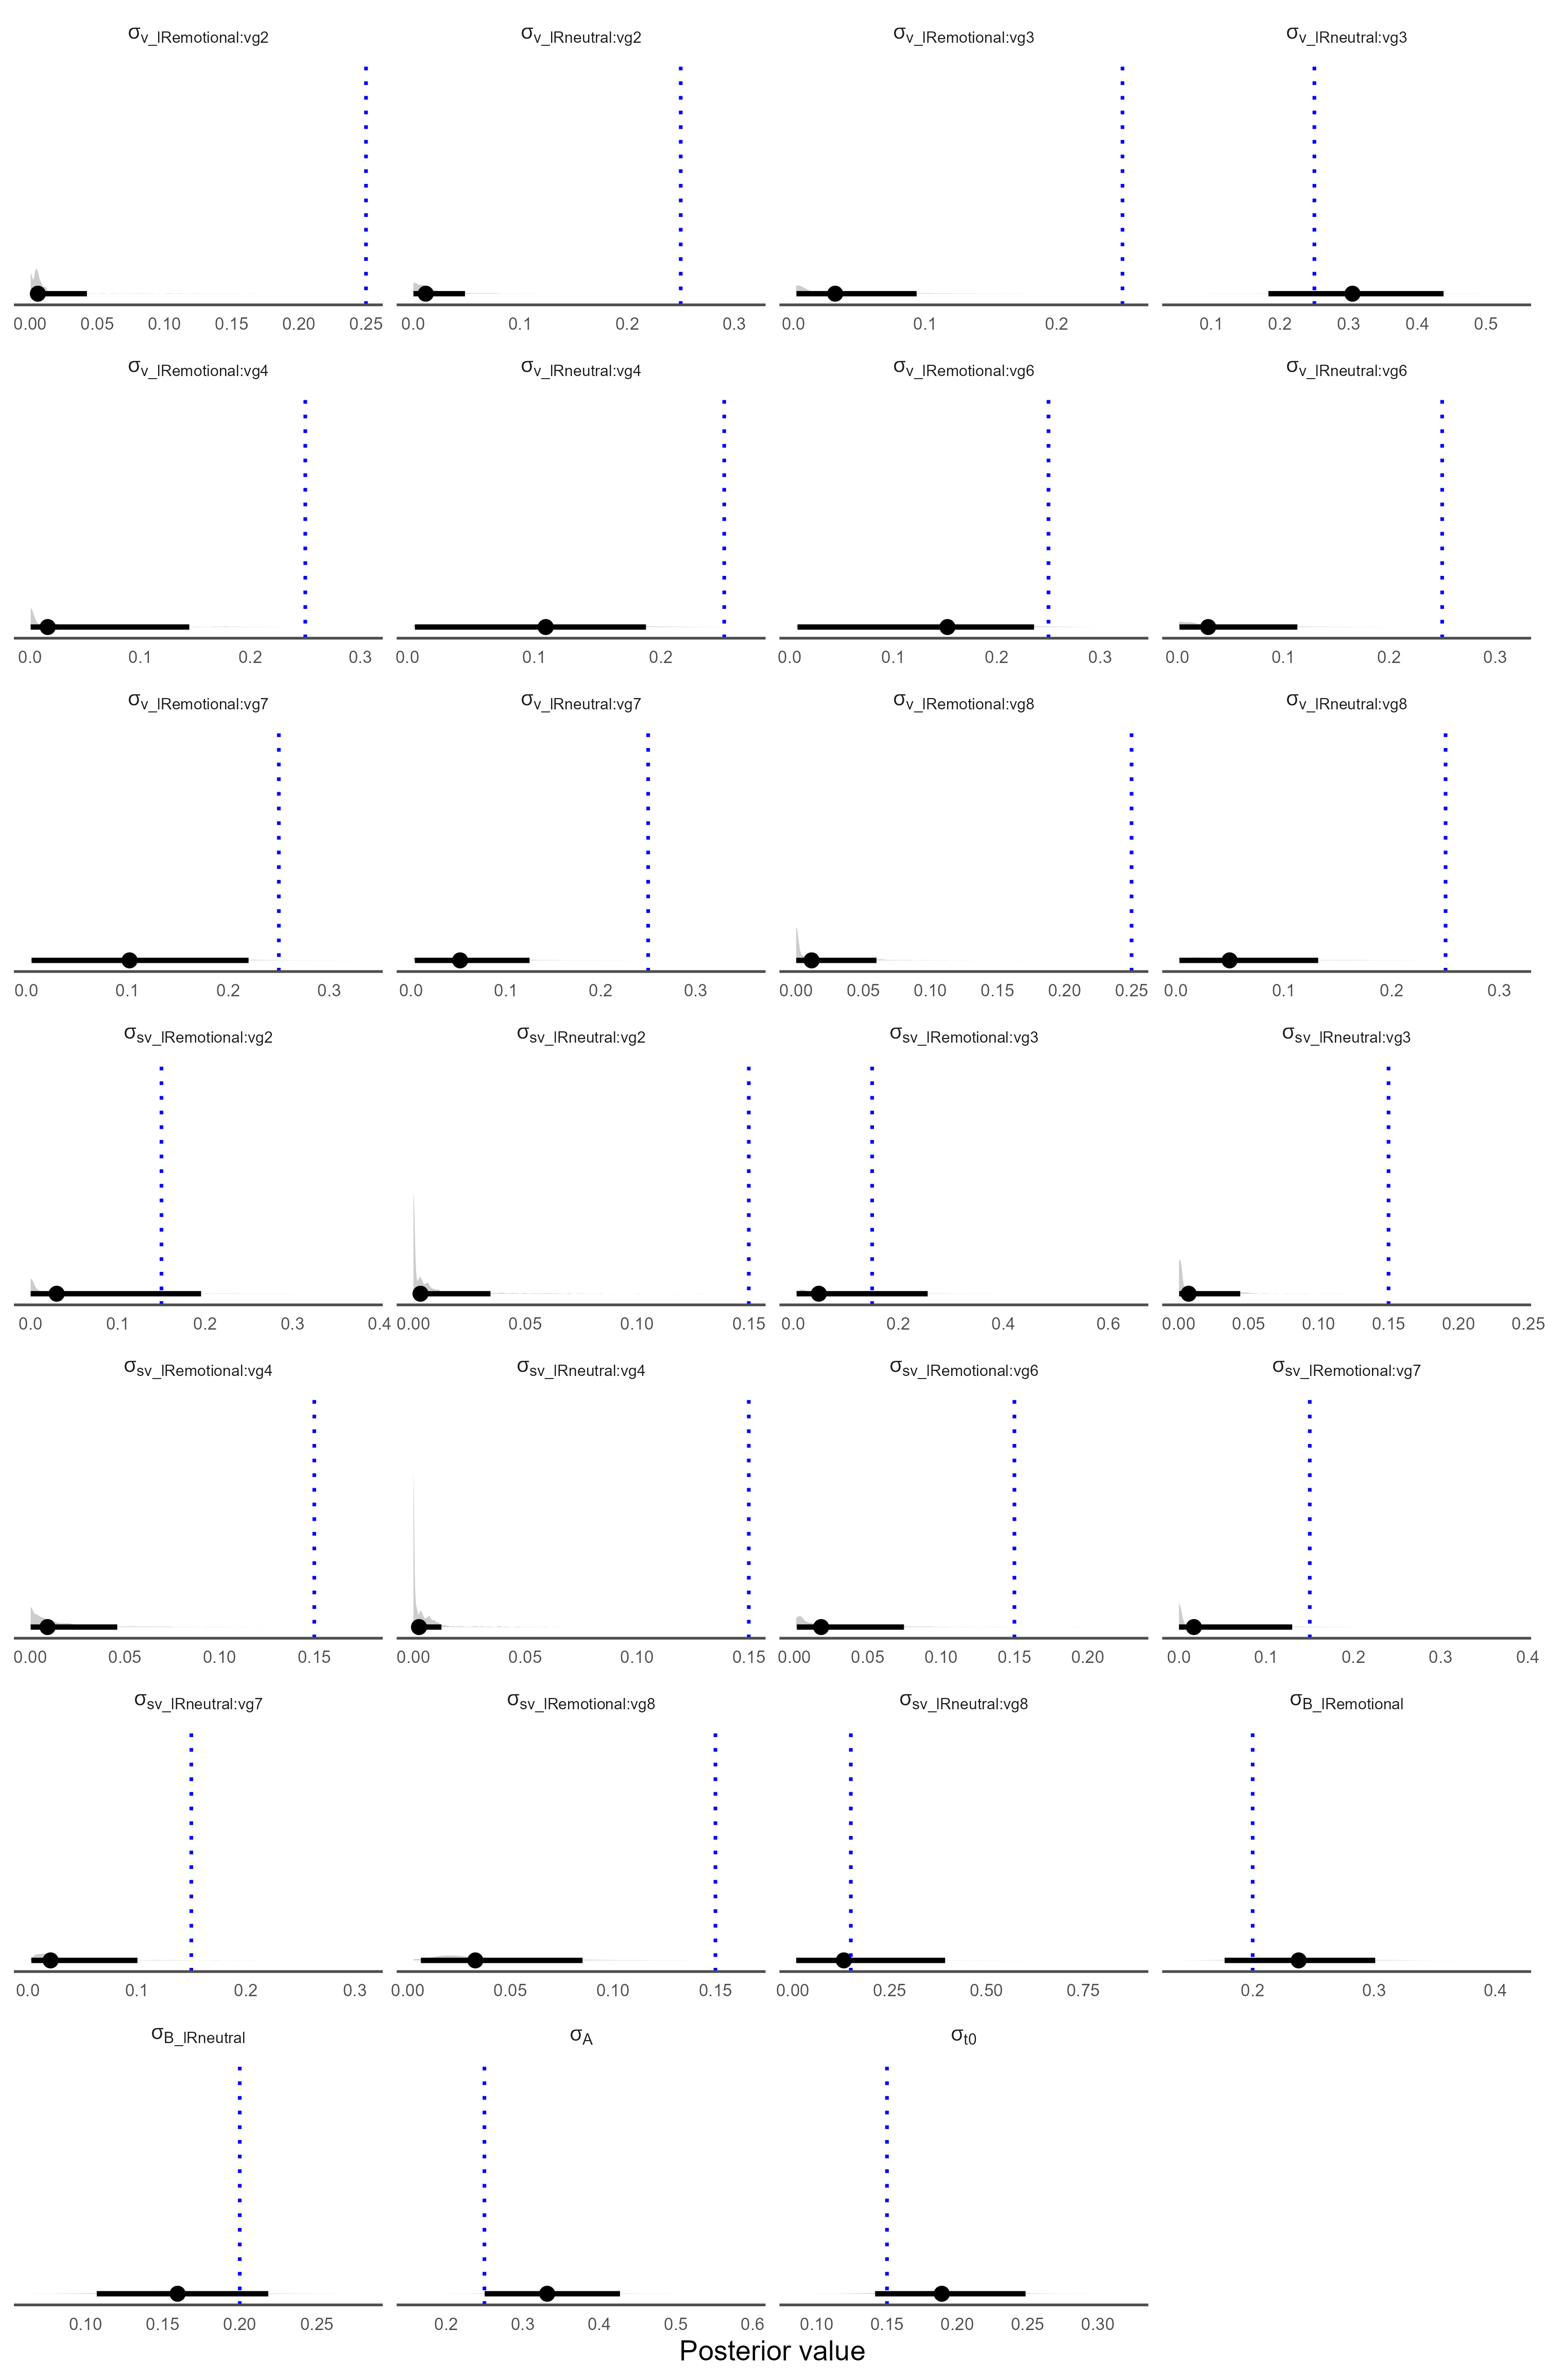 σv_lRemotional:vg2 σv_lRneutral:vg2 σv_lRemotional:vg3 σv_lRneutral:vg3
0.00 0.05 0.10 0.15 0.20 0.25 0.0 0.1 0.2 0.3 0.0 0.1 0.2 0.1 0.2 0.3 0.4 0.5
σv_lRemotional:vg4 σv_lRneutral:vg4 σv_lRemotional:vg6 σv_lRneutral:vg6
0.0 0.1 0.2 0.3 0.0 0.1 0.2 0.0 0.1 0.2 0.3 0.0 0.1 0.2 0.3
σv_lRemotional:vg7 σv_lRneutral:vg7 σv_lRemotional:vg8 σv_lRneutral:vg8
0.0 0.1 0.2 0.3 0.0 0.1 0.2 0.3 0.00 0.05 0.10 0.15 0.20 0.25 0.0 0.1 0.2 0.3
σsv_lRemotional:vg2 σsv_lRneutral:vg2 σsv_lRemotional:vg3 σsv_lRneutral:vg3
0.0 0.1 0.2 0.3 0.4 0.00 0.05 0.10 0.15 0.0 0.2 0.4 0.6 0.00 0.05 0.10 0.15 0.20 0.25
σsv_lRemotional:vg4 σsv_lRneutral:vg4 σsv_lRemotional:vg6 σsv_lRemotional:vg7
0.00 0.05 0.10 0.15 0.00 0.05 0.10 0.15 0.00 0.05 0.10 0.15 0.20 0.0 0.1 0.2 0.3 0.4
σsv_lRneutral:vg7 σsv_lRemotional:vg8 σsv_lRneutral:vg8 σB_lRemotional
0.0 0.1 0.2 0.3 0.00 0.05 0.10 0.15 0.00 0.25 0.50 0.75 0.2 0.3 0.4
σB_lRneutral σA σt0
0.10 0.15 0.20 0.25 0.2 0.3 0.4 0.5 0.6 0.10 0.15 0.20 0.25 0.30
Posterior value